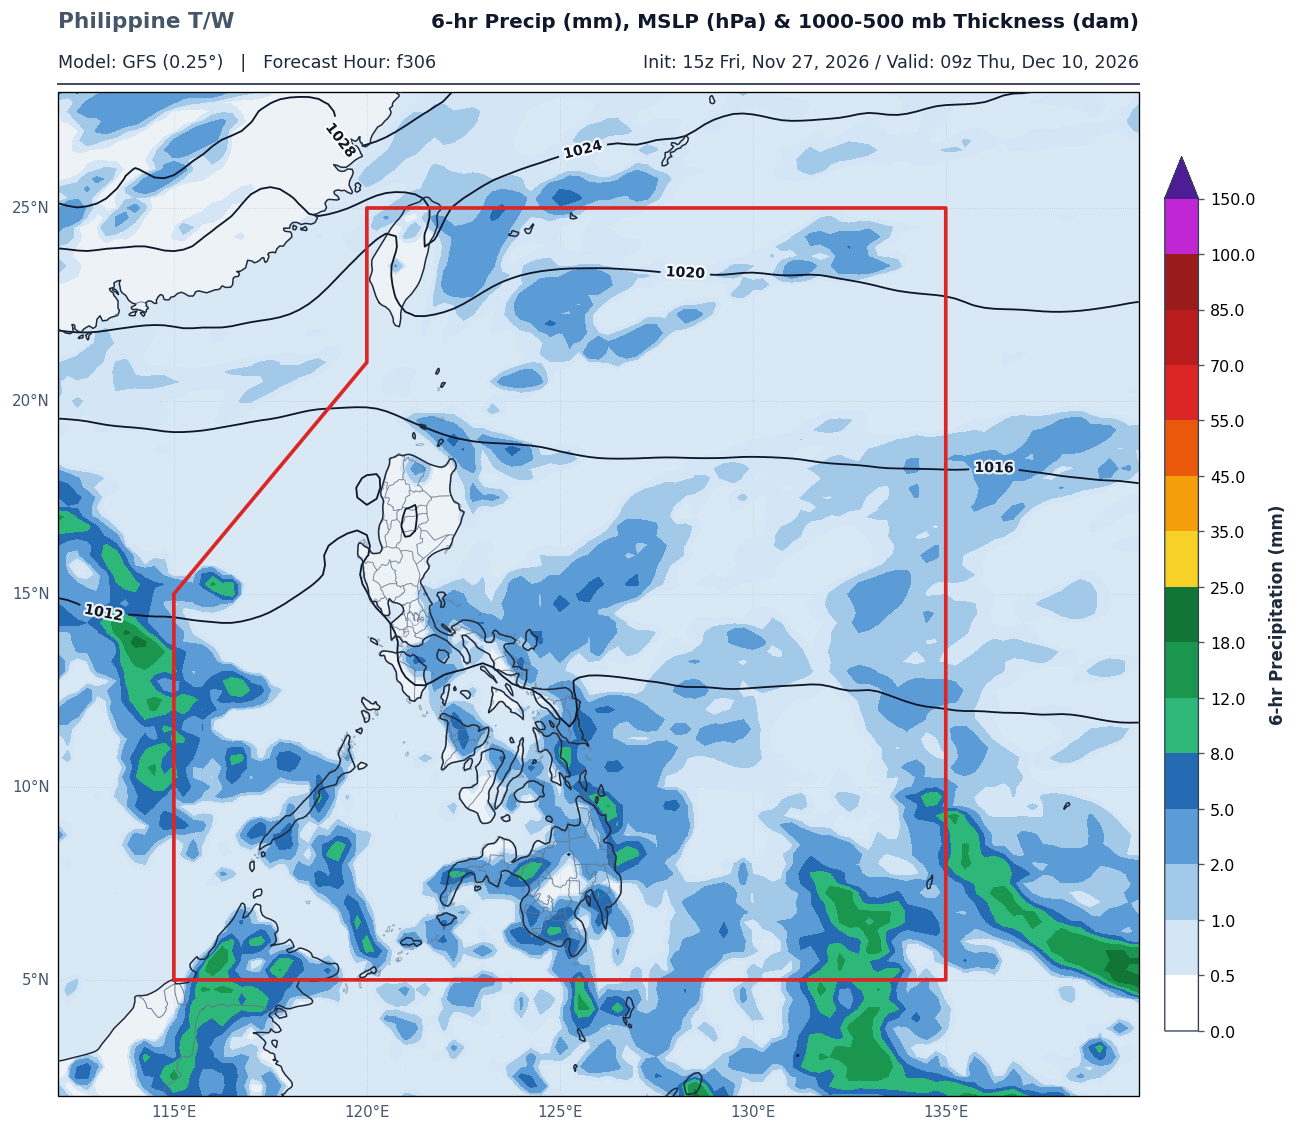 Philippine T/W
6-hr Precip (mm), MSLP (hPa) & 1000-500 mb Thickness (dam)
Model: GFS (0.25°) | Forecast Hour: f306
Init: 15z Fri, Nov 27, 2026 / Valid: 09z Thu, Dec 10, 2026
1028
1024
1020
1016
1012
25°N
20°N
15°N
10°N
5°N
115°E
120°E
125°E
130°E
135°E
150.0
100.0
85.0
70.0
55.0
45.0
35.0
25.0
18.0
12.0
8.0
5.0
2.0
1.0
0.5
0.0
6-hr Precipitation (mm)